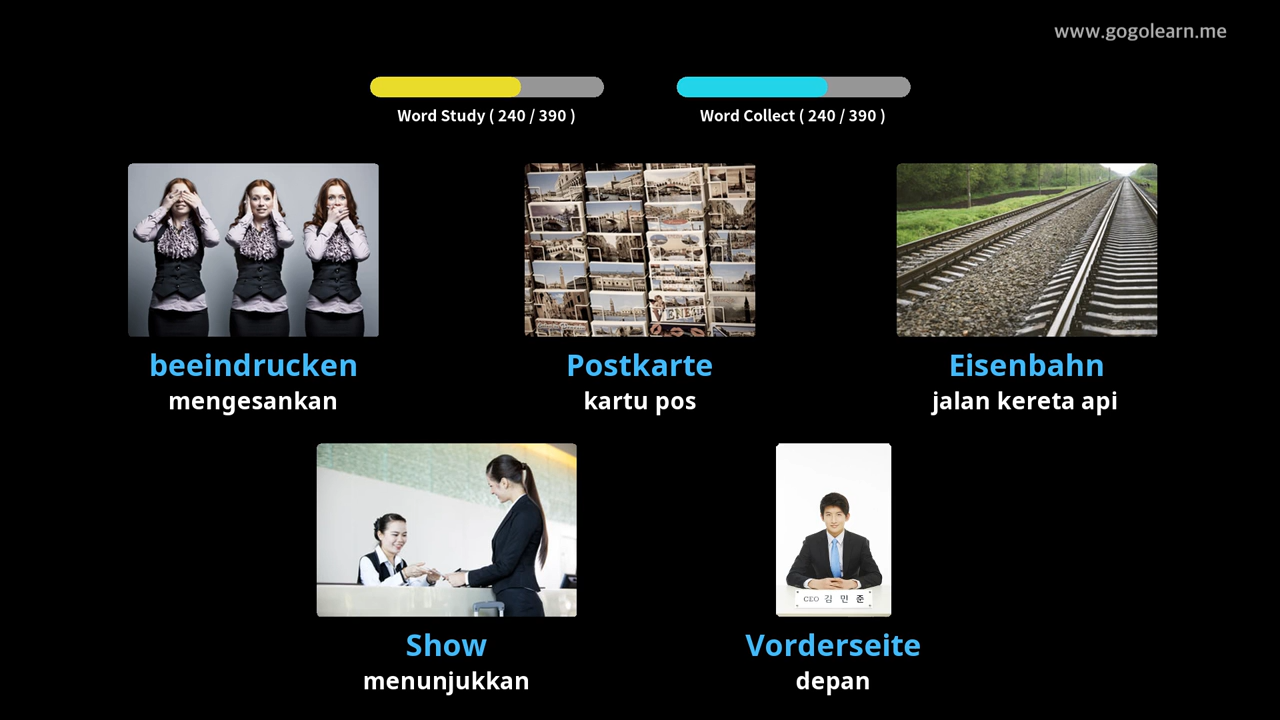 www.gogolearn.me
Word Study ( 240 / 390 )
Word Collect ( 240 / 390 )
beeindrucken
mengesankan
Postkarte
kartu pos
Eisenbahn
jalan kereta api
Show
menunjukkan
CEO 김 민 준
Vorderseite
depan